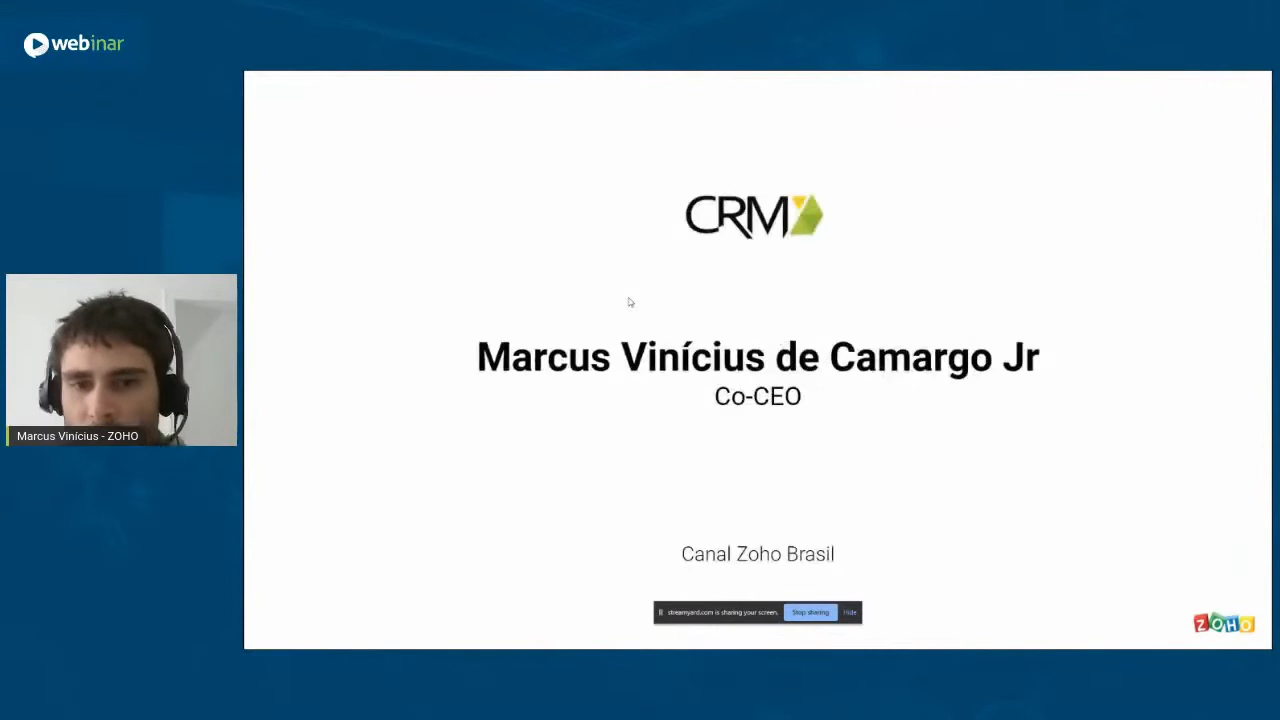 webinar
CRM
Marcus Vinícius de Camargo Jr
Co-CEO
Marcus Vinícius - ZOHO
Canal Zoho Brasil
streamyard.com is sharing your screen. Stop sharing Hide
ZOHO